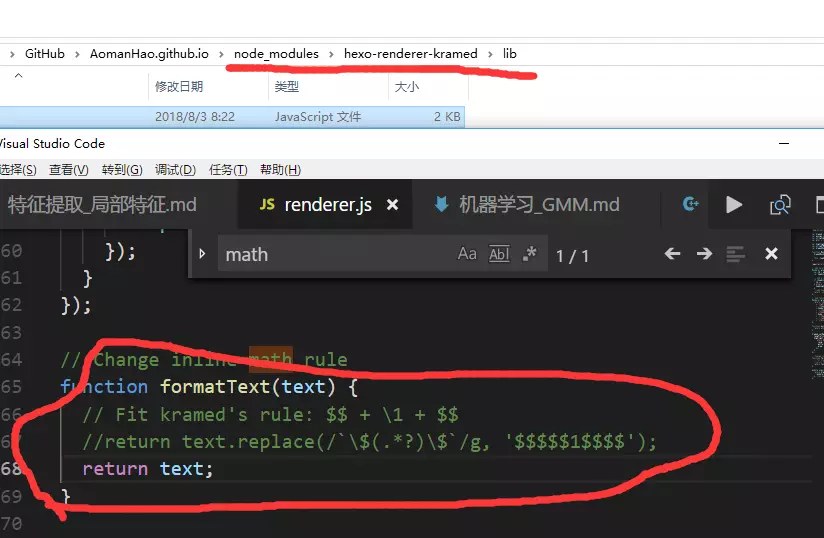 › GitHub › AomanHao.github.io › node_modules › hexo-renderer-kramed › lib
修改日期 类型 大小
2018/8/3 8:22 JavaScript 文件 2 KB
Visual Studio Code
选择(S) 查看(V) 转到(G) 调试(D) 任务(T) 帮助(H)
特征提取_局部特征.md JS renderer.js 机器学习_GMM.md
math Aa Abl .* 1 / 1
60 });
61 }
62 });
63
64 // Change inline math rule
65 function formatText(text) {
66 // Fit kramed's rule: $$ + \1 + $$
67 //return text.replace(/`\$(.*?)\$`/g, '$$$$$1$$$$');
68 return text;
69 }
70